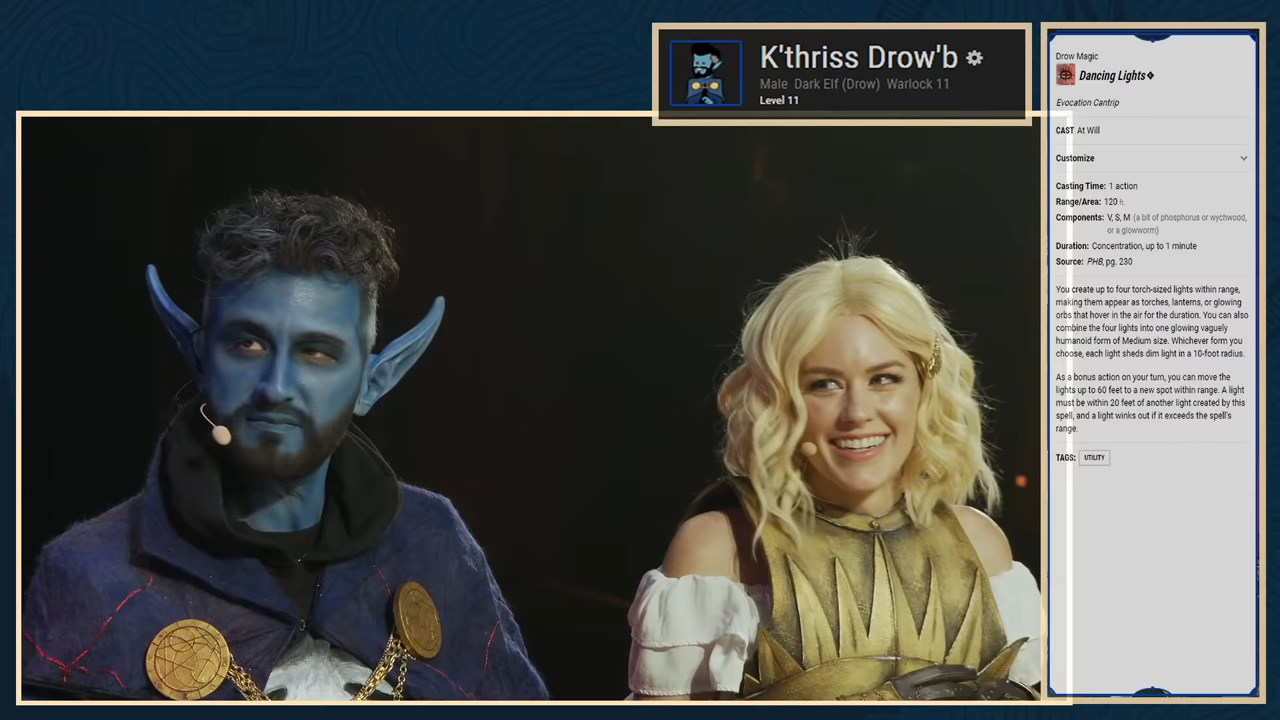 K'thriss Drow'b
Male Dark Elf (Drow) Warlock 11
Level 11
Drow Magic
Dancing Lights
Evocation Cantrip
CAST At Will
Customize
Casting Time: 1 action
Range/Area: 120 ft.
Components: V, S, M (a bit of phosphorus or wychwood,
or a glowworm)
Duration: Concentration, up to 1 minute
Source: PHB, pg. 230
You create up to four torch-sized lights within range,
making them appear as torches, lanterns, or glowing
orbs that hover in the air for the duration. You can also
combine the four lights into one glowing vaguely
humanoid form of Medium size. Whichever form you
choose, each light sheds dim light in a 10-foot radius.
As a bonus action on your turn, you can move the
lights up to 60 feet to a new spot within range. A light
must be within 20 feet of another light created by this
spell, and a light winks out if it exceeds the spell's
range.
TAGS: UTILITY